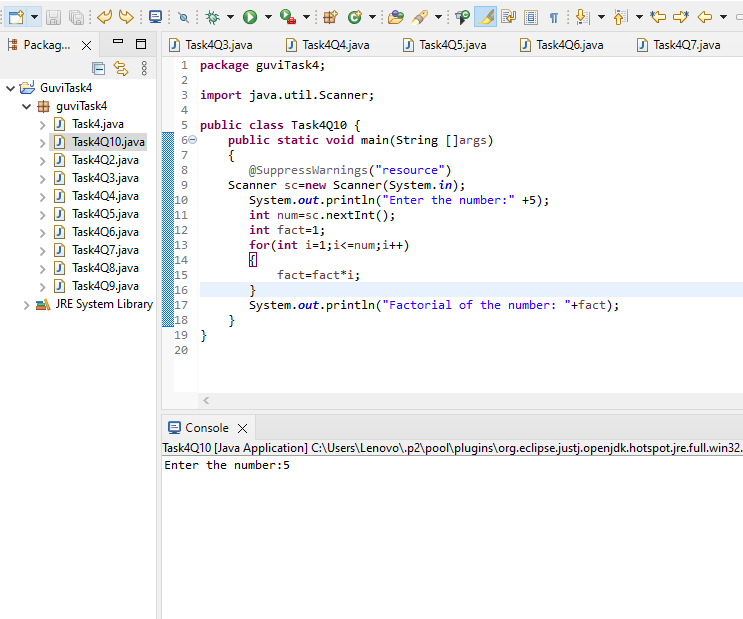 Packag...
Task4Q3.java Task4Q4.java Task4Q5.java Task4Q6.java Task4Q7.java
GuviTask4
guviTask4
Task4.java
Task4Q10.java
Task4Q2.java
Task4Q3.java
Task4Q4.java
Task4Q5.java
Task4Q6.java
Task4Q7.java
Task4Q8.java
Task4Q9.java
JRE System Library
1 package guviTask4;
2
3 import java.util.Scanner;
4
5 public class Task4Q10 {
6 public static void main(String []args)
7 {
8 @SuppressWarnings("resource")
9 Scanner sc=new Scanner(System.in);
10 System.out.println("Enter the number:" +5);
11 int num=sc.nextInt();
12 int fact=1;
13 for(int i=1;i<=num;i++)
14 {
15 fact=fact*i;
16 }
17 System.out.println("Factorial of the number: "+fact);
18 }
19 }
20
Console
Task4Q10 [Java Application] C:\Users\Lenovo\.p2\pool\plugins\org.eclipse.justj.openjdk.hotspot.jre.full.win32.
Enter the number:5